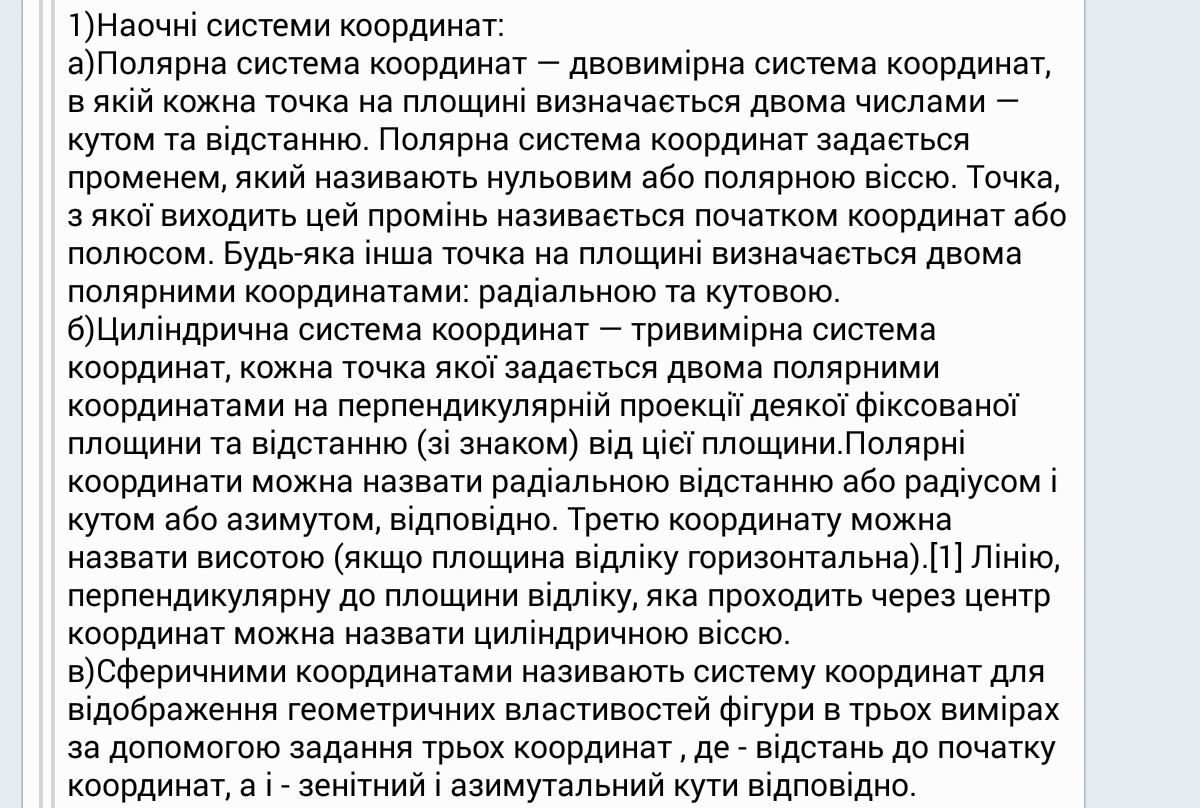 1)Наочні системи координат:
а)Полярна система координат — двовимірна система координат,
в якій кожна точка на площині визначається двома числами —
кутом та відстанню. Полярна система координат задається
променем, який називають нульовим або полярною віссю. Точка,
з якої виходить цей промінь називається початком координат або
полюсом. Будь-яка інша точка на площині визначається двома
полярними координатами: радіальною та кутовою.
б)Циліндрична система координат — тривимірна система
координат, кожна точка якої задається двома полярними
координатами на перпендикулярній проекції деякої фіксованої
площини та відстанню (зі знаком) від цієї площини.Полярні
координати можна назвати радіальною відстанню або радіусом і
кутом або азимутом, відповідно. Третю координату можна
назвати висотою (якщо площина відліку горизонтальна).[1] Лінію,
перпендикулярну до площини відліку, яка проходить через центр
координат можна назвати циліндричною віссю.
в)Сферичними координатами називають систему координат для
відображення геометричних властивостей фігури в трьох вимірах
за допомогою задання трьох координат , де - відстань до початку
координат, а і - зенітний і азимутальний кути відповідно.